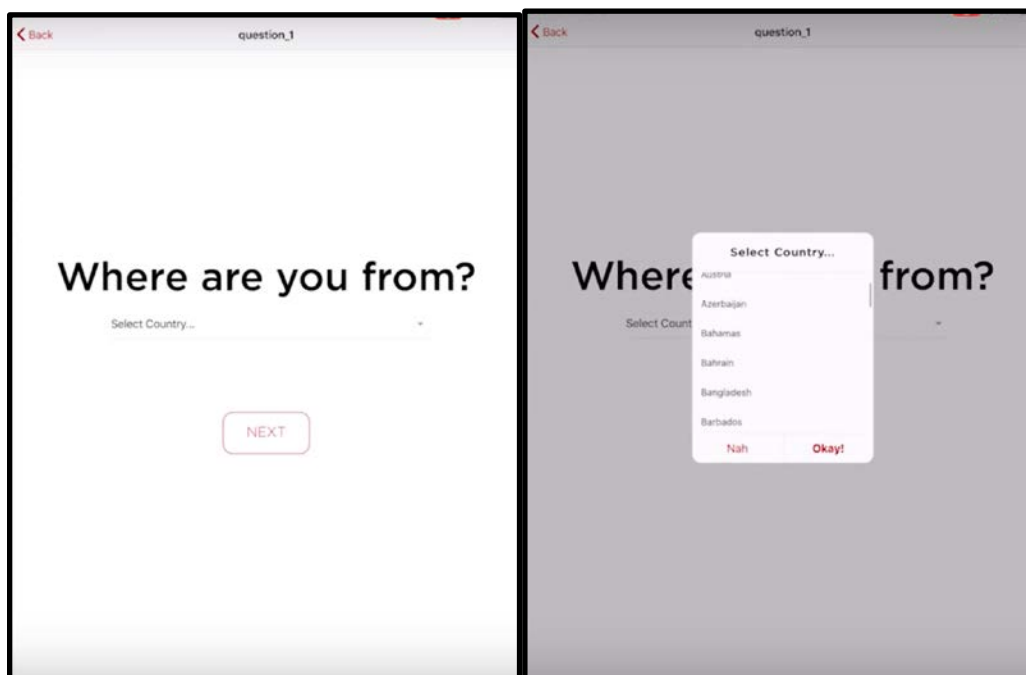 Back
question_1
Where are you from?
Select Country...
NEXT
Back
question_1
Select Country...
Austria
Where from?
Azerbaijan
Select Count
Bahamas
Bahrain
Bangladesh
Barbados
Nah Okay!